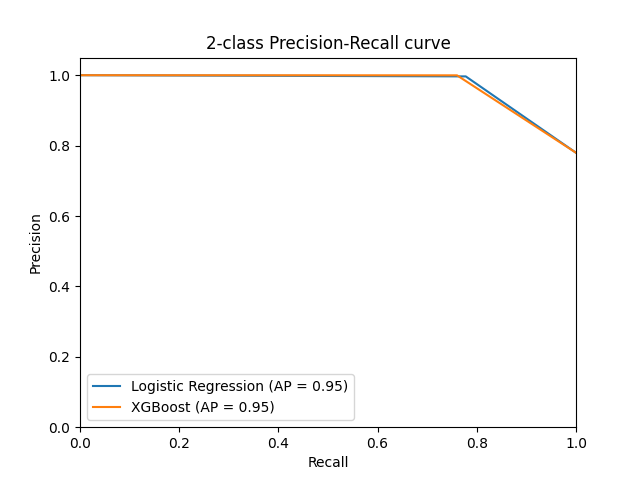 2-class Precision-Recall curve
1.0
0.8
0.6
0.4
0.2
0.0
Precision
Logistic Regression (AP = 0.95)
XGBoost (AP = 0.95)
0.0 0.2 0.4 0.6 0.8 1.0
Recall